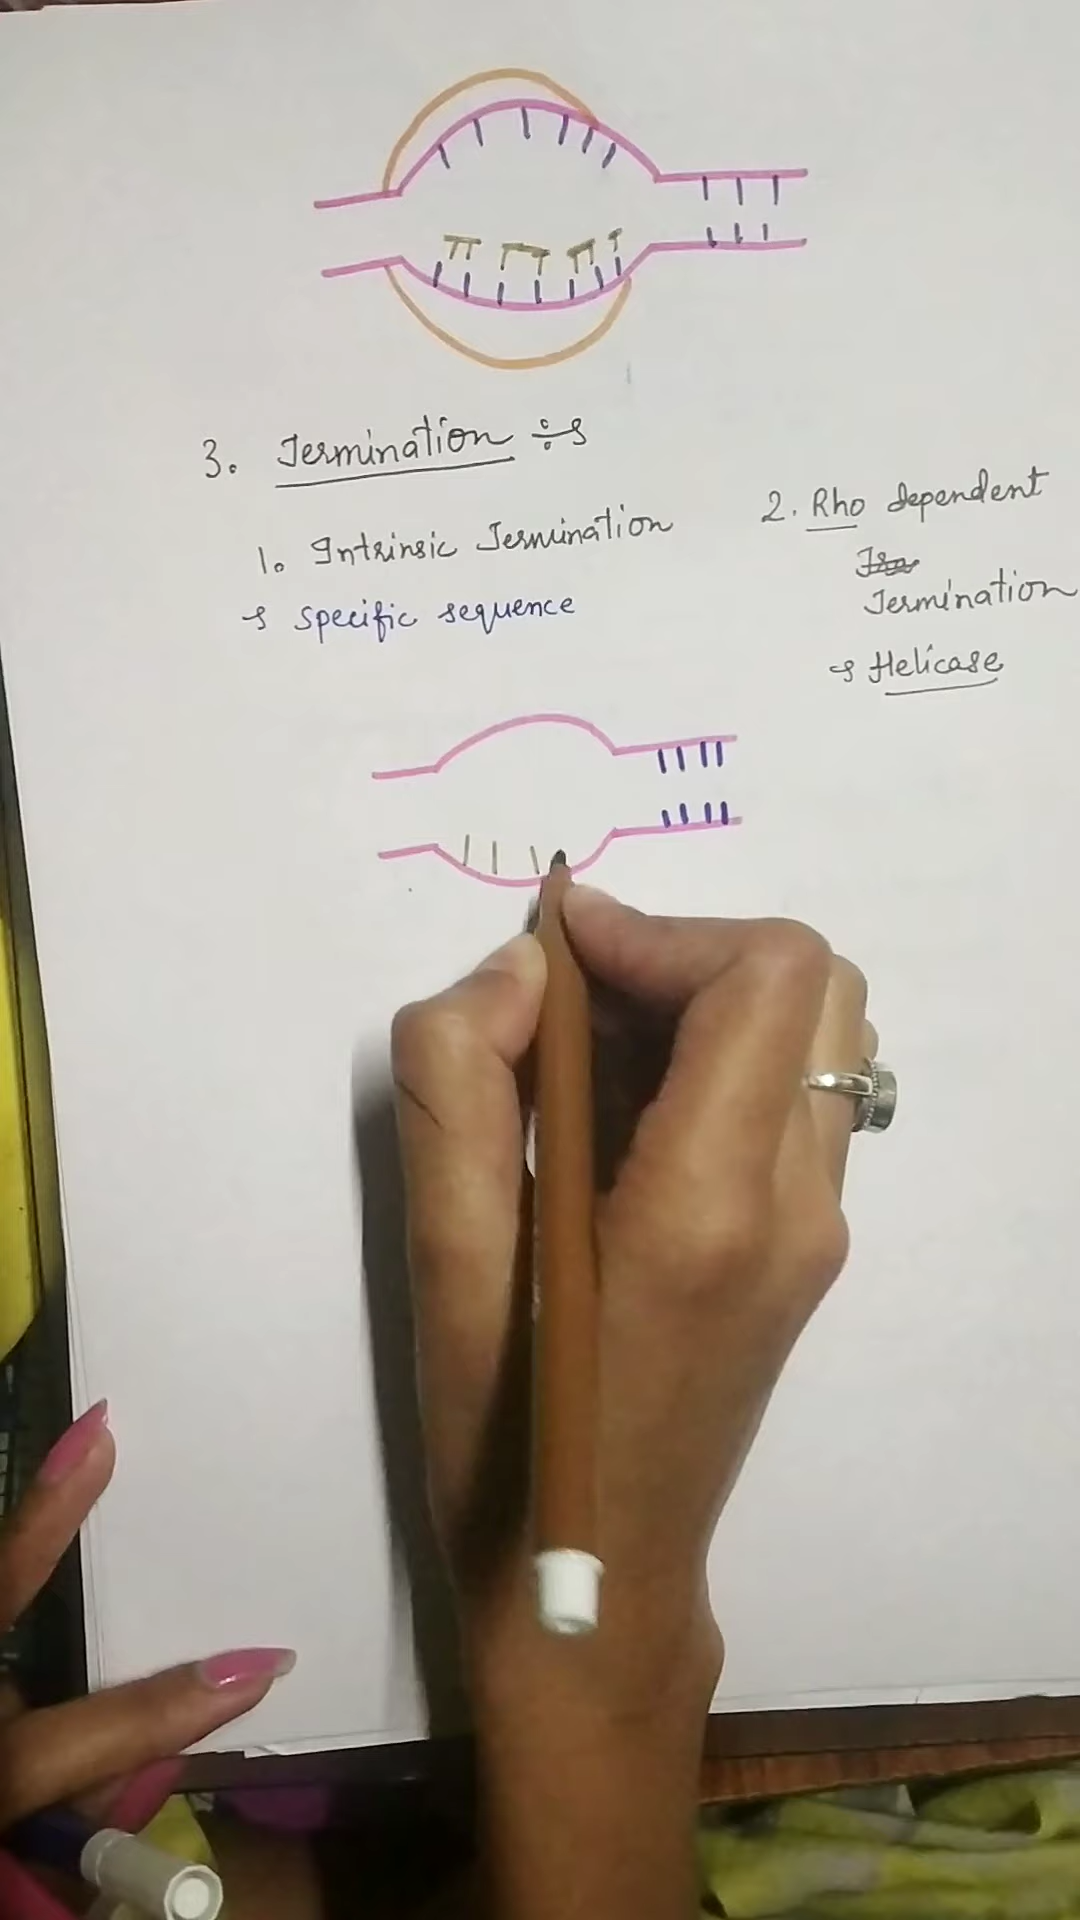 3. Termination :-
1. Intrinsic Termination
→ specific sequence
2. Rho dependent
Termination
→ Helicase